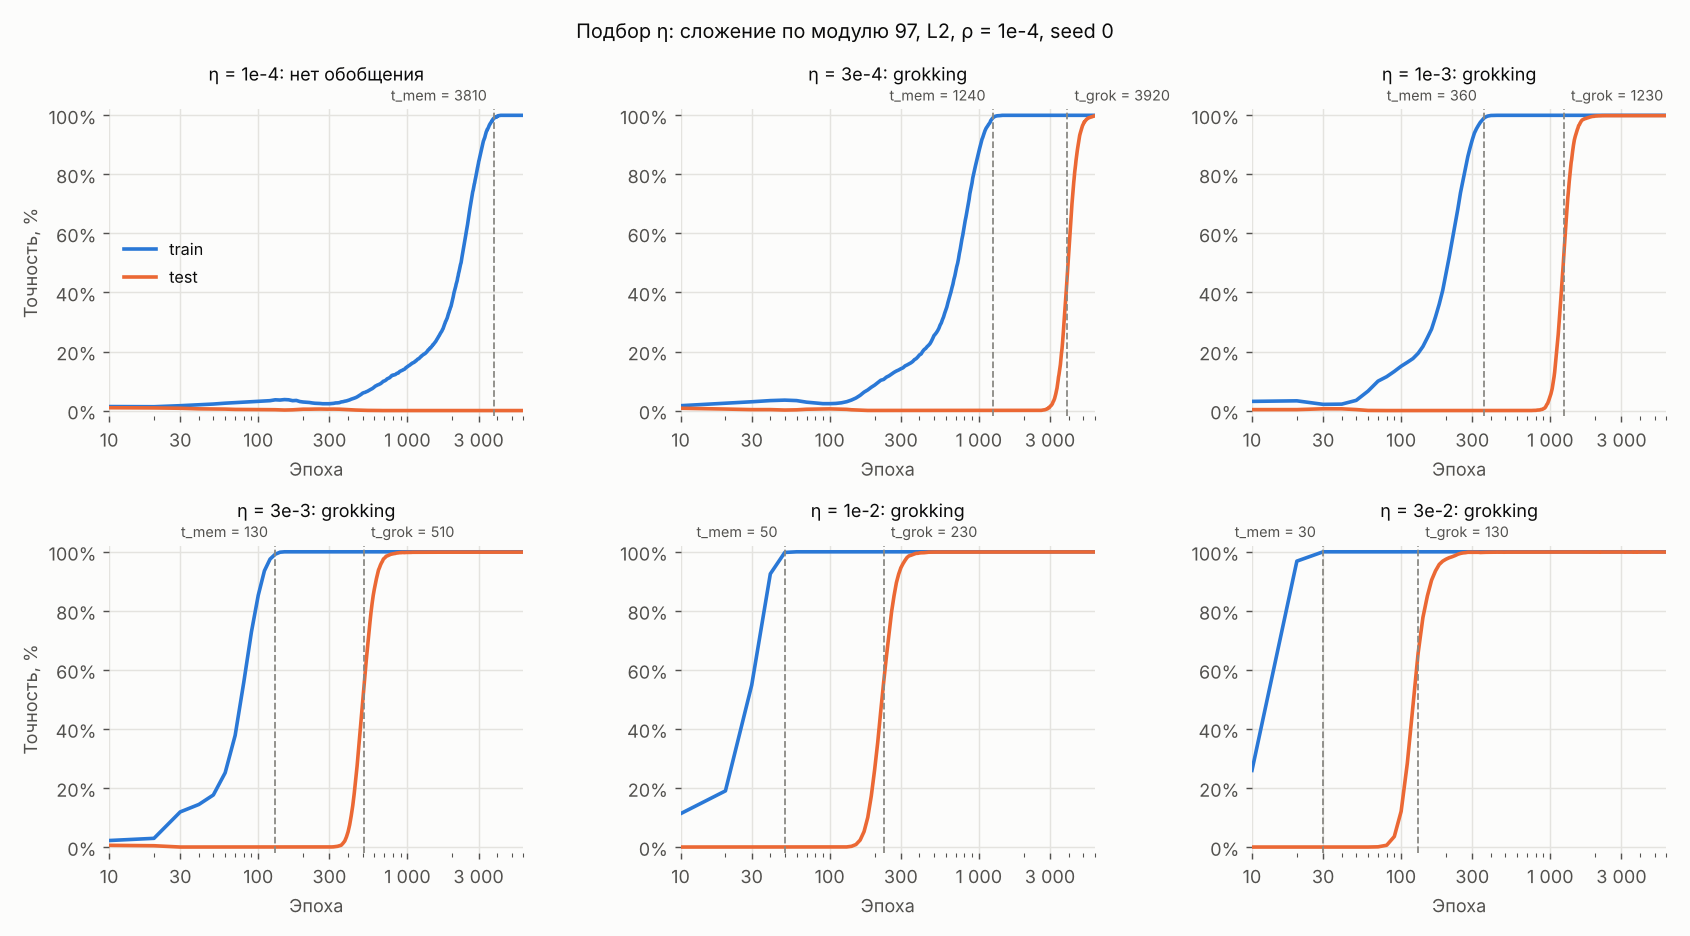 Подбор η: сложение по модулю 97, L2, ρ = 1e-4, seed 0
η = 1e-4: нет обобщения
t_mem = 3810
100%
80%
60%
40%
20%
0%
Точность, %
train
test
10 30 100 300 1 000 3 000
Эпоха
η = 3e-4: grokking
t_mem = 1240 t_grok = 3920
100%
80%
60%
40%
20%
0%
10 30 100 300 1 000 3 000
Эпоха
η = 1e-3: grokking
t_mem = 360 t_grok = 1230
100%
80%
60%
40%
20%
0%
10 30 100 300 1 000 3 000
Эпоха
η = 3e-3: grokking
t_mem = 130 t_grok = 510
100%
80%
60%
40%
20%
0%
Точность, %
10 30 100 300 1 000 3 000
Эпоха
η = 1e-2: grokking
t_mem = 50 t_grok = 230
100%
80%
60%
40%
20%
0%
10 30 100 300 1 000 3 000
Эпоха
η = 3e-2: grokking
t_mem = 30 t_grok = 130
100%
80%
60%
40%
20%
0%
10 30 100 300 1 000 3 000
Эпоха